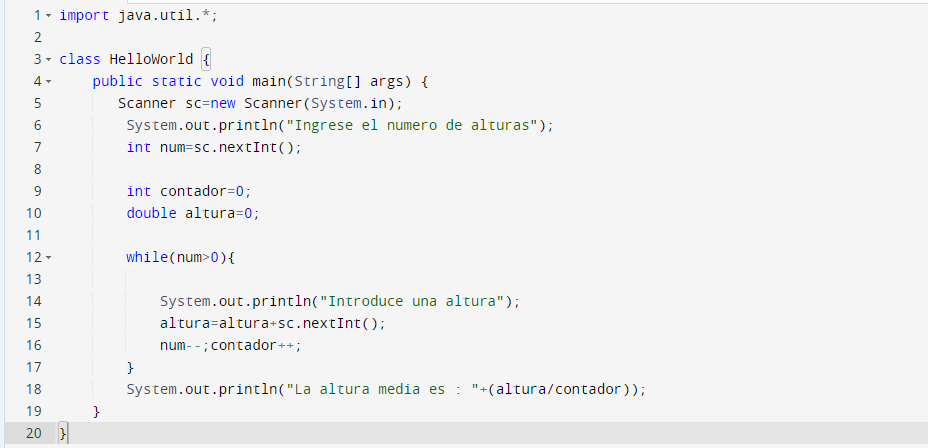 1 import java.util.*;
2
3 class HelloWorld {
4 public static void main(String[] args) {
5 Scanner sc=new Scanner(System.in);
6 System.out.println("Ingrese el numero de alturas");
7 int num=sc.nextInt();
8
9 int contador=0;
10 double altura=0;
11
12 while(num>0){
13
14 System.out.println("Introduce una altura");
15 altura=altura+sc.nextInt();
16 num--;contador++;
17 }
18 System.out.println("La altura media es : "+(altura/contador));
19 }
20 }